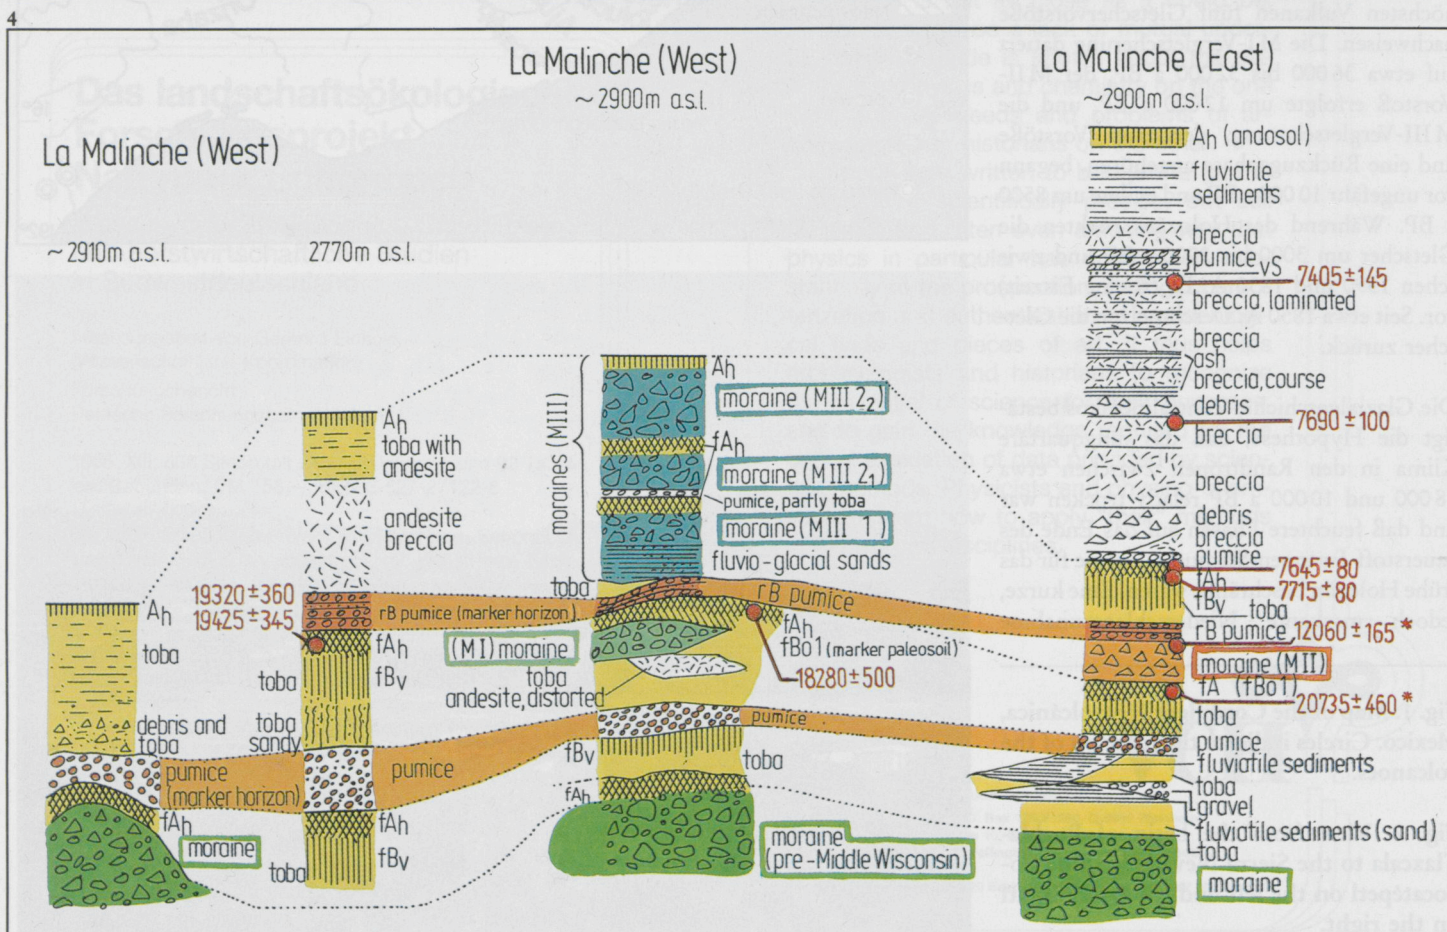 4
La Malinche (West)
~2910m a.s.l.
2770m a.s.l.
La Malinche (West)
~2900m a.s.l.
La Malinche (East)
~2900m a.s.l.
Ah
toba
debris and
toba
pumice
(marker horizon)
fAh
moraine
Ah
toba with
andesite
andesite
breccia
19320±360
19425±345
rB pumice (marker horizon)
fAh
fBv
toba
toba
sandy
pumice
fAh
fBv
toba
moraines (MIII)
Ah
moraine (MIII 2₂)
fAh
moraine (MIII 2₁)
pumice, partly toba
moraine (MIII 1)
fluvio-glacial sands
toba
rB pumice
fAh
fBo1 (marker paleosoil)
18280±500
(MI) moraine
toba
andesite, distorted
pumice
fBv
toba
fAh
moraine
(pre-Middle Wisconsin)
Ah (andosol)
fluviatile
sediments
breccia
pumice vS
7405±145
breccia, laminated
breccia
ash
breccia, course
debris
7690±100
breccia
breccia
debris
breccia
pumice
7645±80
fAh
7715±80
fBv
toba
rB pumice
12060±165*
moraine (MII)
fA (fBo1)
20735±460*
toba
pumice
fluviatile sediments
toba
gravel
fluviatile sediments (sand)
toba
moraine